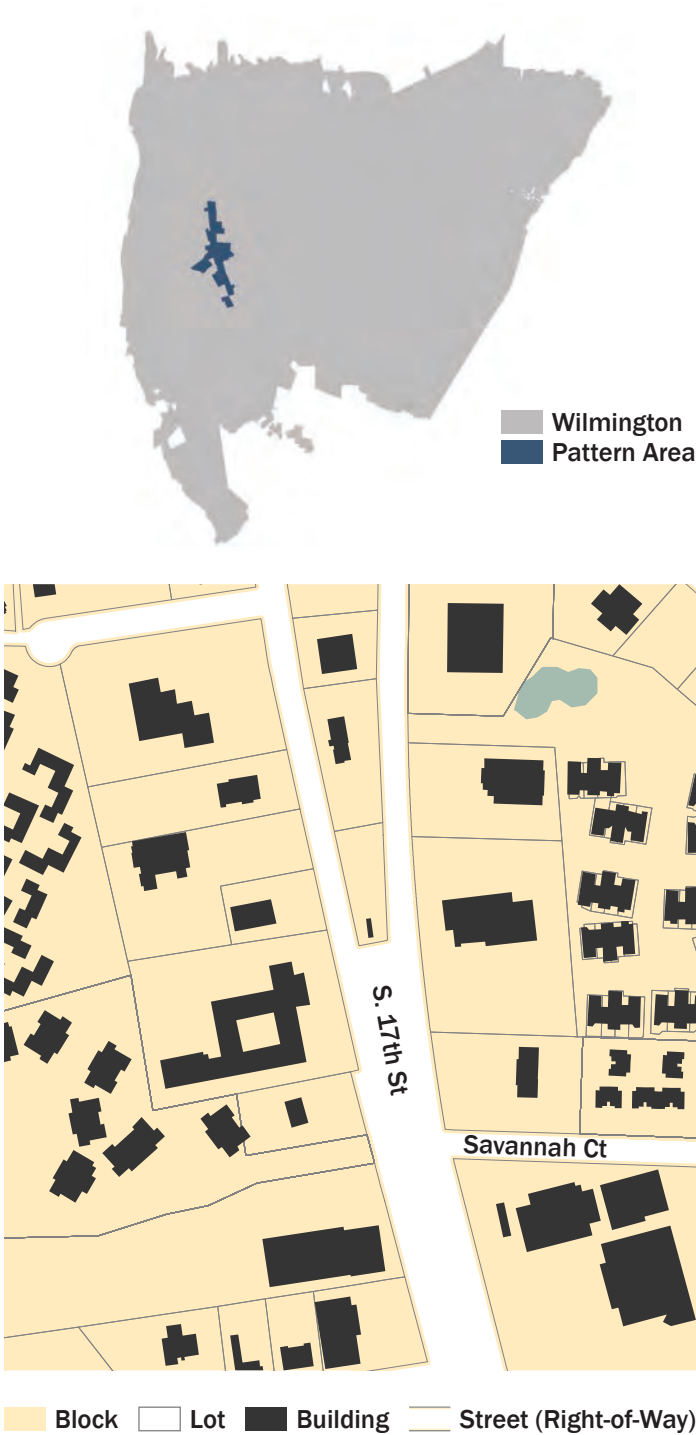 Wilmington
Pattern Area
S. 17th St
Savannah Ct
Block
Lot
Building
Street (Right-of-Way)